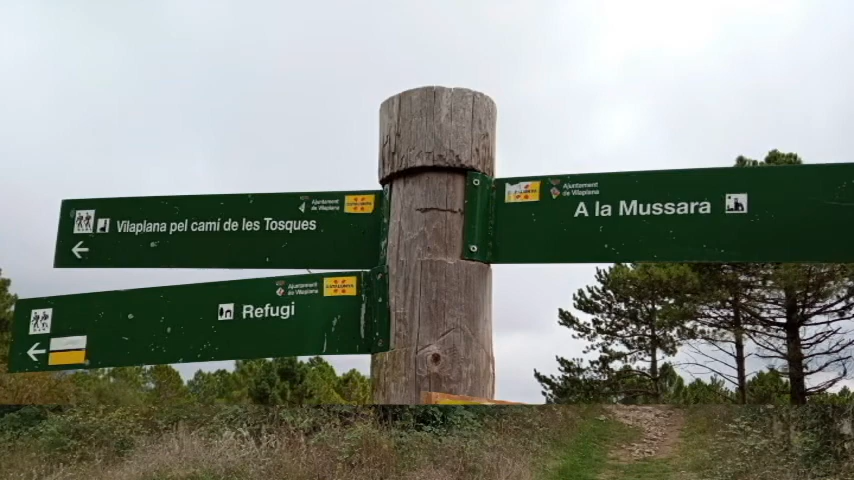 Ajuntament
de Vilaplana
Vilaplana pel camí de les Tosques
Ajuntament
de Vilaplana
A la Mussara
Ajuntament
de Vilaplana
Refugi